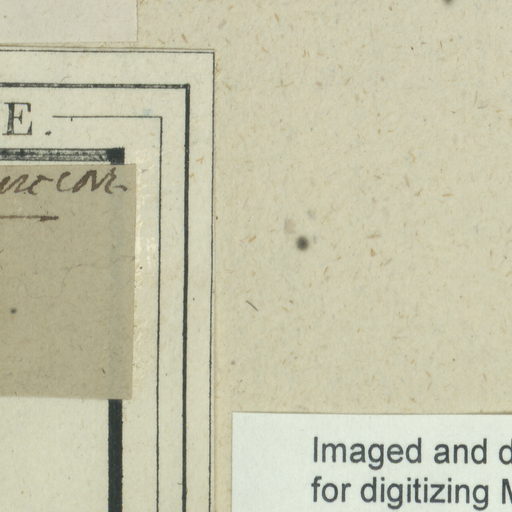 E.
Imaged and d
for digitizing M